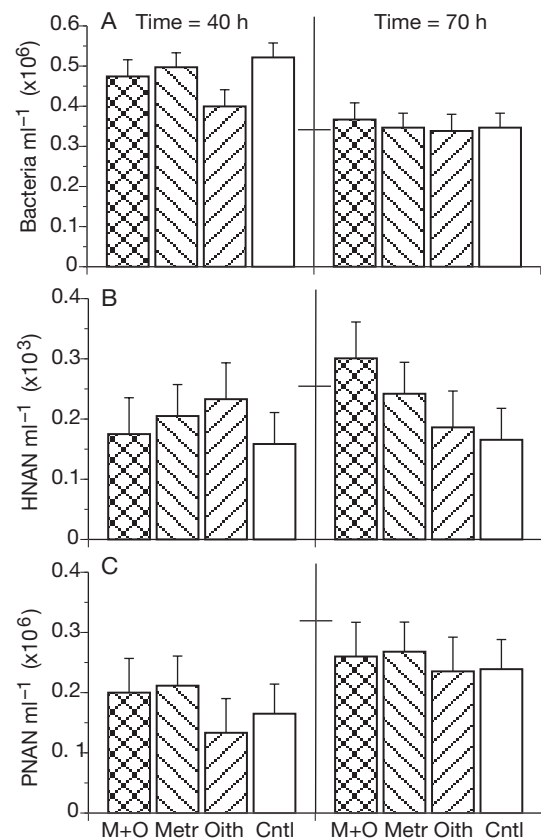 A
Time = 40 h
Time = 70 h
Bacteria ml⁻¹ (x10⁶)
0.6
0.5
0.4
0.3
0.2
0.1
0
B
HNAN ml⁻¹ (x10³)
0.4
0.3
0.2
0.1
0
C
PNAN ml⁻¹ (x10⁶)
0.4
0.3
0.2
0.1
0
M+O Metr Oith Cntl M+O Metr Oith Cntl